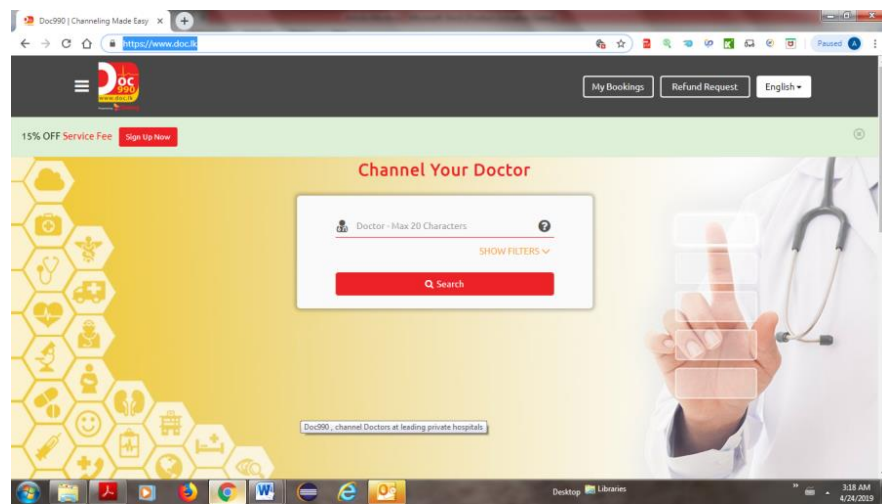 Doc990 | Channeling Made Easy
https://www.doc.lk
Paused
A
Doc
990
www.doc.lk
My Bookings
Refund Request
English
15% OFF Service Fee
Sign Up Now
Channel Your Doctor
Doctor - Max 20 Characters
SHOW FILTERS
Search
Doc990 , channel Doctors at leading private hospitals
Desktop
Libraries
3:18 AM
4/24/2019